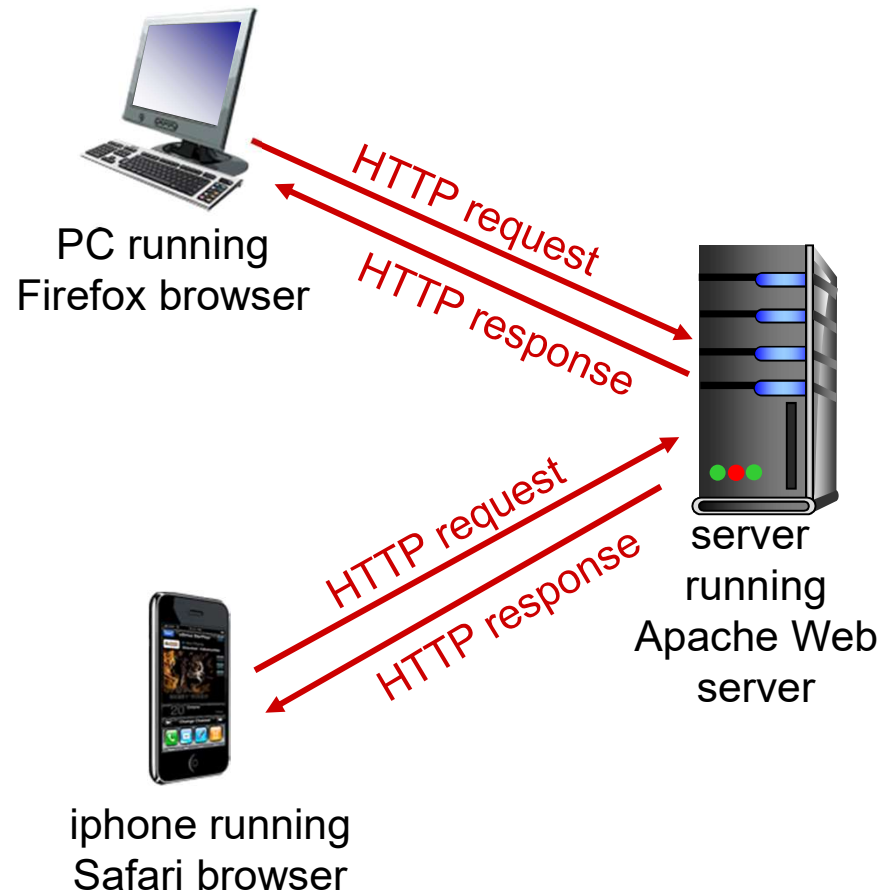 HTTP request
HTTP response
PC running
Firefox browser
HTTP request
HTTP response
server
running
Apache Web
server
iphone running
Safari browser